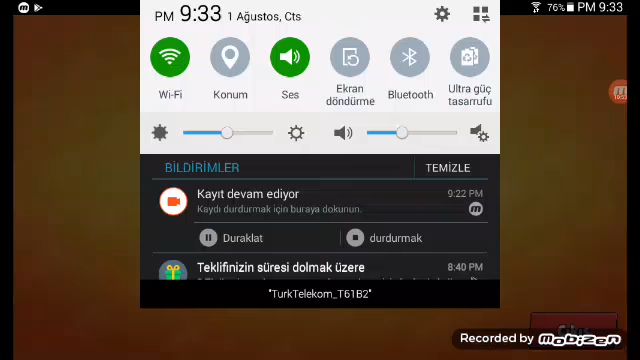 76% PM 9:33
PM 9:33 1 Ağustos, Cts
Wi-Fi
Konum
Ses
Ekran döndürme
Bluetooth
Ultra güç tasarrufu
BİLDİRİMLER
TEMİZLE
Kayıt devam ediyor 9:22 PM
Kaydı durdurmak için buraya dokunun.
Duraklat
durdurmak
Teklifinizin süresi dolmak üzere 8:40 PM
"TurkTelekom_T61B2"
Recorded by MOBIZEN